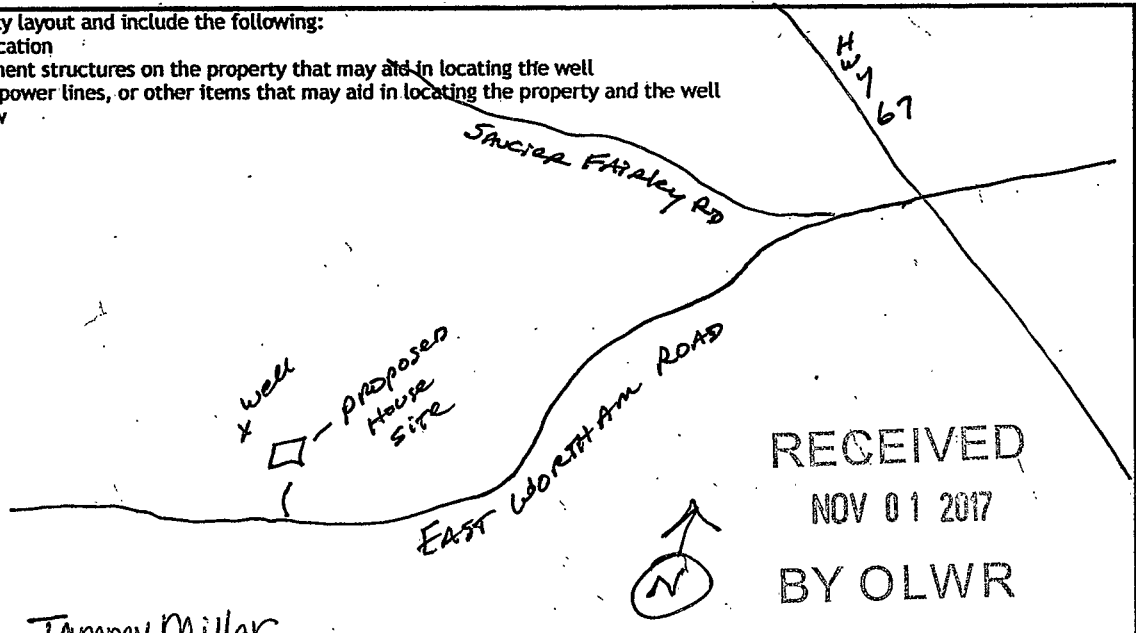 ty layout and include the following:
cation
ment structures on the property that may aid in locating the well
power lines, or other items that may aid in locating the property and the well
w
Hwy
67
SAUCIER FAIRLEY RD
x well
PROPOSED
HOUSE
SITE
EAST WORTHAM ROAD
RECEIVED
NOV 01 2017
BY OLWR
N
Tammy Miller